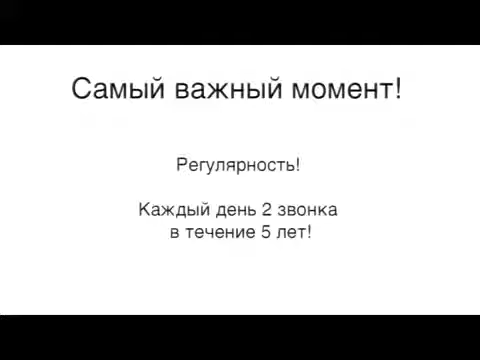 Самый важный момент!
Регулярность!
Каждый день 2 звонка
в течение 5 лет!